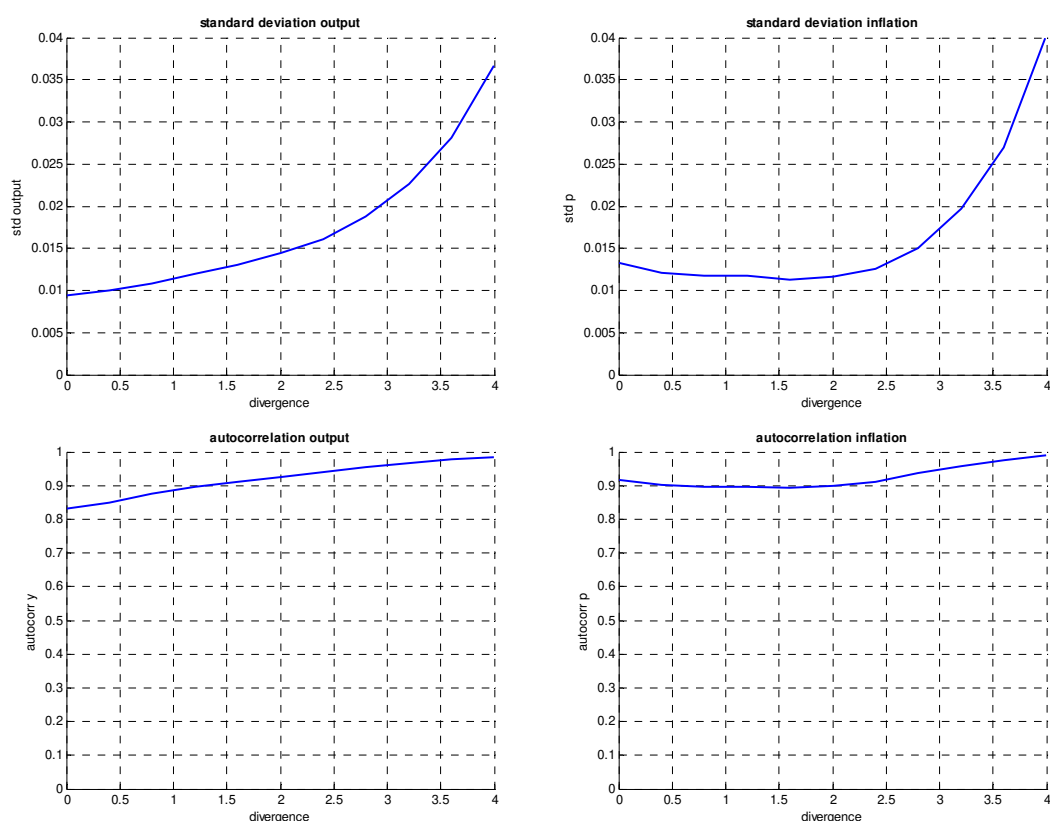 standard deviation output
0.04
0.035
0.03
0.025
0.02
0.015
0.01
0.005
0
std output
0 0.5 1 1.5 2 2.5 3 3.5 4
divergence
standard deviation inflation
0.04
0.035
0.03
0.025
0.02
0.015
0.01
0.005
0
std p
0 0.5 1 1.5 2 2.5 3 3.5 4
divergence
autocorrelation output
1
0.9
0.8
0.7
0.6
0.5
0.4
0.3
0.2
0.1
0
autocorr y
0 0.5 1 1.5 2 2.5 3 3.5 4
divergence
autocorrelation inflation
1
0.9
0.8
0.7
0.6
0.5
0.4
0.3
0.2
0.1
0
autocorr p
0 0.5 1 1.5 2 2.5 3 3.5 4
divergence